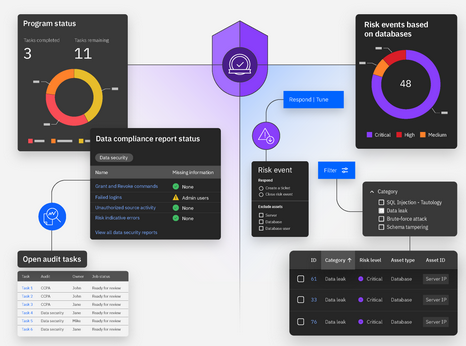 Program status
Tasks completed Tasks remaining
3 11
Risk events based
on databases
48
Critical High Medium
Respond | Tune
Data compliance report status
Data security
Name Missing information
Grant and Revoke commands None
Failed logins Admin users
Unauthorized source activity None
Risk indicative errors None
View all data security reports
Risk event
Respond
Create a ticket
Close risk event
Exclude assets
Server
Database
Database user
Filter
Category
SQL Injection - Tautology
Data leak
Brute-force attack
Schema tampering
Open audit tasks
Task Audit Owner Job status
Task 1 CCPA John Ready for review
Task 2 CCPA John Ready for review
Task 3 CCPA Jane Ready for review
Task 4 Data security Jane Ready for review
Task 5 Data security Mike Ready for review
Task 6 Data security Jane Ready for review
ID Category Risk level Asset type Asset ID
61 Data leak Critical Database Server IP
33 Data leak Critical Database Server IP
76 Data leak Critical Database Server IP